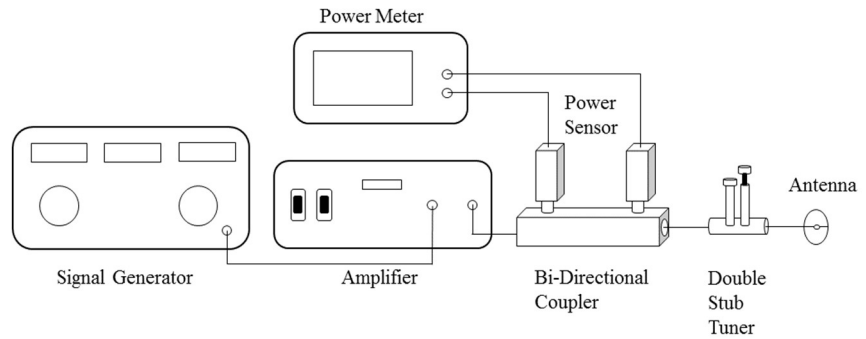 Power Meter
Power
Sensor
Antenna
Signal Generator
Amplifier
Bi-Directional
Coupler
Double
Stub
Tuner